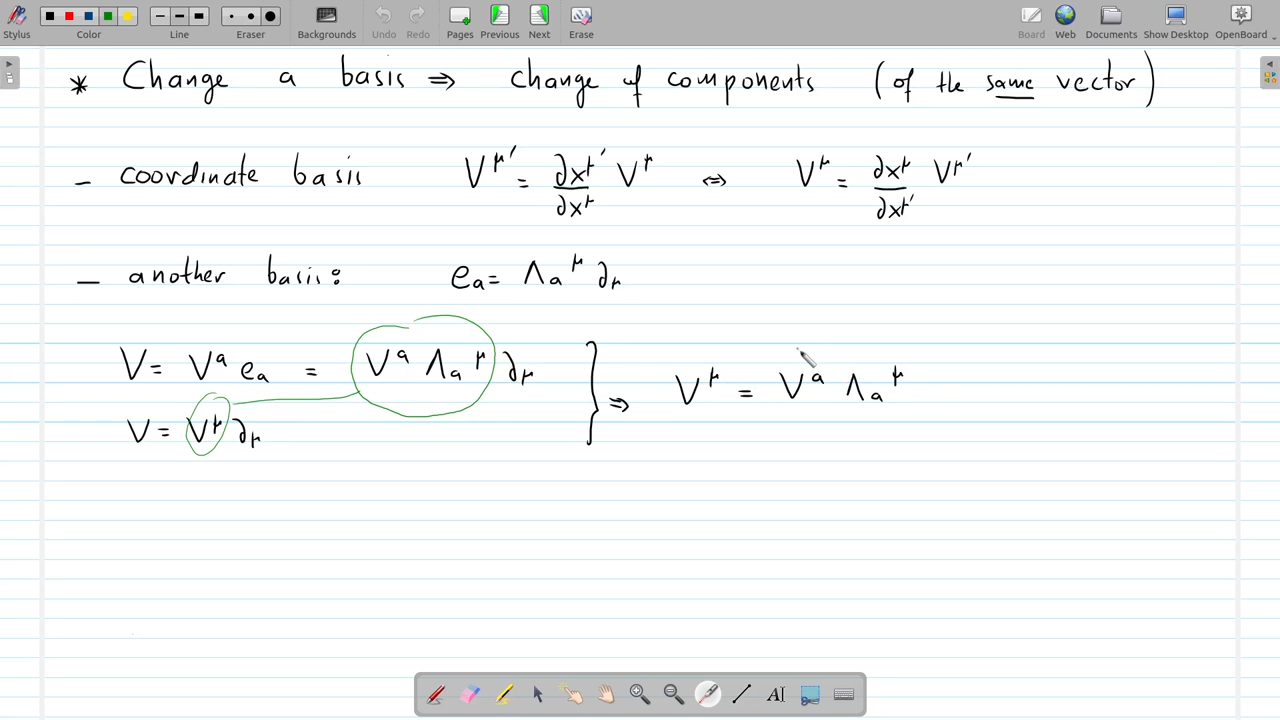 Stylus Color Line Eraser Backgrounds Undo Redo Pages Previous Next Erase Board Web Documents Show Desktop OpenBoard
* Change a basis ⇒ change of components (of the same vector)
- coordinate basis V^μ' = ∂x^μ'/∂x^μ V^μ ⇔ V^μ = ∂x^μ/∂x^μ' V^μ'
- another basis: e_a = Λ_a^μ ∂_μ
V = V^a e_a = V^a Λ_a^μ ∂_μ } ⇒ V^μ = V^a Λ_a^μ
V = V^μ ∂_μ
AI